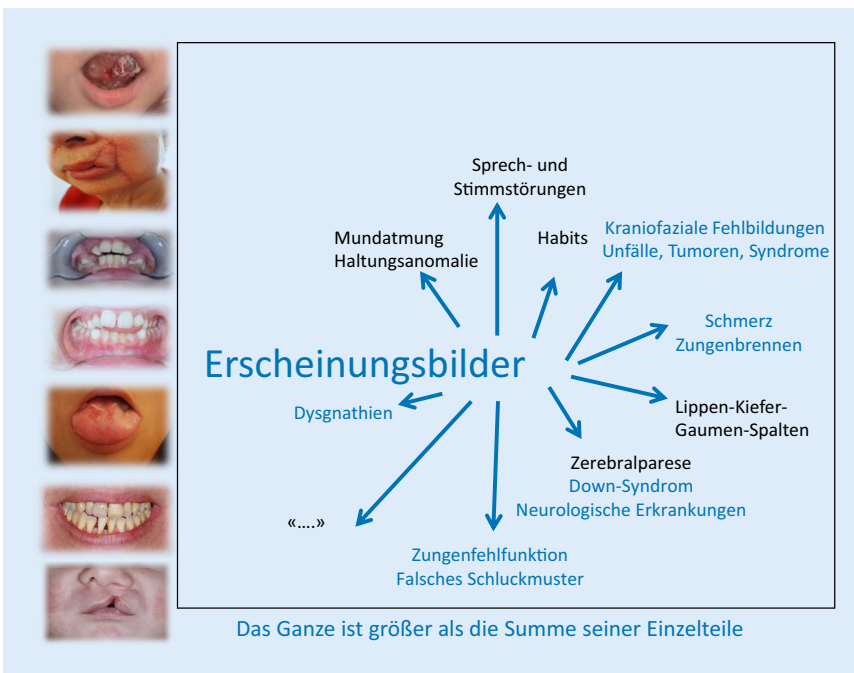 Sprech- und
Stimmstörungen
Mundatmung
Haltungsanomalie
Habits
Kraniofaziale Fehlbildungen
Unfälle, Tumoren, Syndrome
Schmerz
Zungenbrennen
Erscheinungsbilder
Dysgnathien
Lippen-Kiefer-
Gaumen-Spalten
Zerebralparese
Down-Syndrom
Neurologische Erkrankungen
«....»
Zungenfehlfunktion
Falsches Schluckmuster
Das Ganze ist größer als die Summe seiner Einzelteile